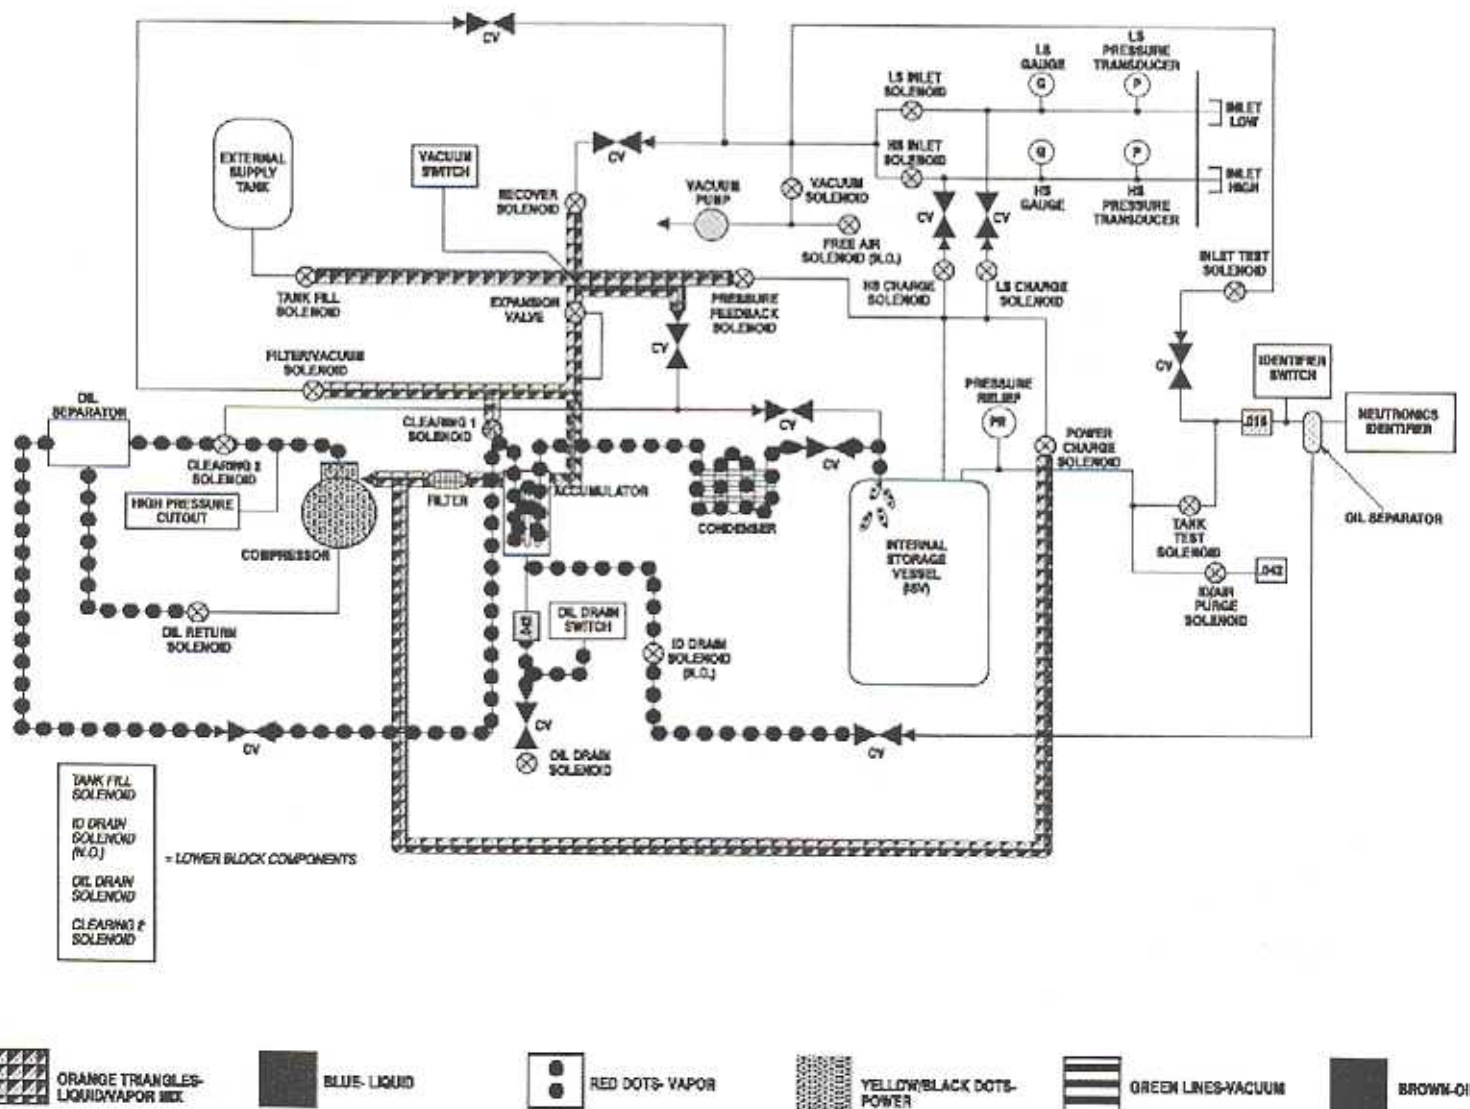 CV
LS
GAUGE
LS
PRESSURE
TRANSDUCER
G
P
LS INLET
SOLENOID
INLET
LOW
EXTERNAL
SUPPLY
TANK
VACUUM
SWITCH
CV
HS INLET
SOLENOID
G
P
INLET
HIGH
RECOVER
SOLENOID
VACUUM
PUMP
VACUUM
SOLENOID
CV
CV
HS
GAUGE
HS
PRESSURE
TRANSDUCER
FREE AIR
SOLENOID (N.O.)
INLET TEST
SOLENOID
TANK FILL
SOLENOID
EXPANSION
VALVE
PRESSURE
FEEDBACK
SOLENOID
HS CHARGE
SOLENOID
LS CHARGE
SOLENOID
FILTER/VACUUM
SOLENOID
CV
CV
IDENTIFIER
SWITCH
OIL
SEPARATOR
PRESSURE
RELIEF
PR
CLEARING 1
SOLENOID
CV
.016
NEUTRONICS
IDENTIFIER
POWER
CHARGE
SOLENOID
CLEARING 2
SOLENOID
CV
HIGH PRESSURE
CUTOUT
FILTER
ACCUMULATOR
CONDENSER
COMPRESSOR
INTERNAL
STORAGE
VESSEL
(ISV)
TANK
TEST
SOLENOID
OIL SEPARATOR
.042
ID/AIR
PURGE
SOLENOID
OIL RETURN
SOLENOID
.042
OIL DRAIN
SWITCH
ID DRAIN
SOLENOID
(N.O.)
CV
CV
CV
OIL DRAIN
SOLENOID
TANK FILL
SOLENOID
ID DRAIN
SOLENOID
(N.O.)
OIL DRAIN
SOLENOID
CLEARING 2
SOLENOID
= LOWER BLOCK COMPONENTS
ORANGE TRIANGLES-
LIQUID/VAPOR MIX
BLUE- LIQUID
RED DOTS- VAPOR
YELLOW/BLACK DOTS-
POWER
GREEN LINES-VACUUM
BROWN-OI